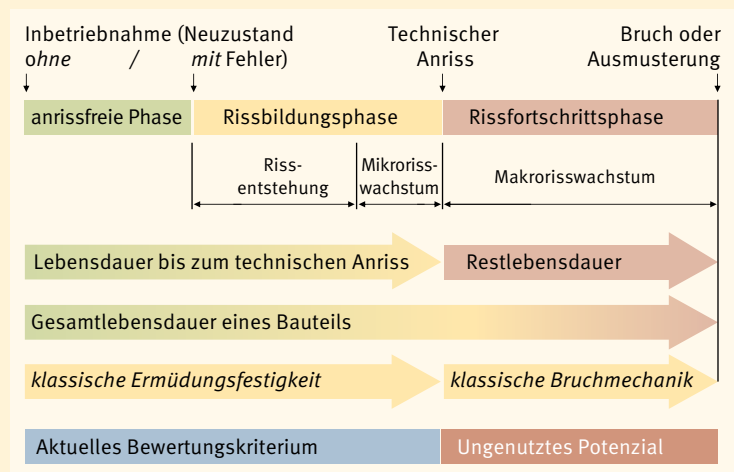 Inbetriebnahme (Neuzustand
ohne / mit Fehler)
Technischer
Anriss
Bruch oder
Ausmusterung
anrissfreie Phase
Rissbildungsphase
Rissfortschrittsphase
Riss-
entstehung
Mikroriss-
wachstum
Makrorisswachstum
Lebensdauer bis zum technischen Anriss
Restlebensdauer
Gesamtlebensdauer eines Bauteils
klassische Ermüdungsfestigkeit
klassische Bruchmechanik
Aktuelles Bewertungskriterium
Ungenutztes Potenzial